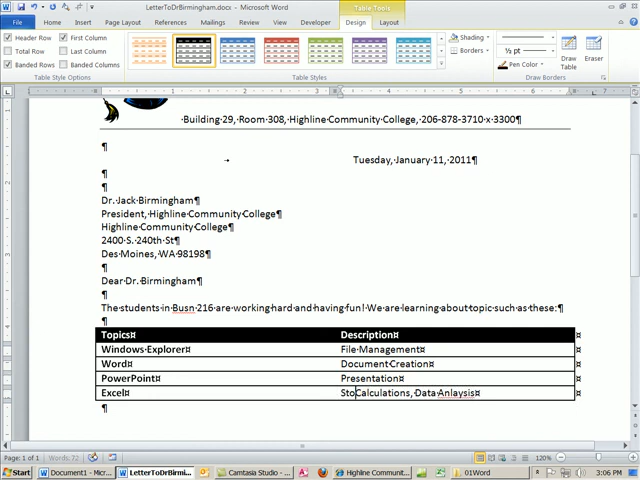 LetterToDrBirmingham.docx
Table Tools
File Home Insert Page Layout References Mailings Review View Developer Design Layout
Header Row First Column
Total Row Last Column
Banded Rows Banded Columns
Shading
Borders
½ pt
Pen Color
Draw Table
Eraser
Table Style Options Table Styles Draw Borders
·Building·29,·Room·308,·Highline·Community·College,·206-878-3710·x·3300¶
¶
→ Tuesday,·January·11,·2011¶
¶
¶
Dr.·Jack·Birmingham¶
President,·Highline·Community·College¶
Highline·Community·College¶
2400·S.·240th·St¶
Des·Moines,·WA·98198¶
¶
Dear·Dr.·Birmingham¶
¶
The·students·in·Busn·216·are·working·hard·and·having·fun!·We·are·learning·about·topic·such·as·these:¶
¶
Topics¤ Description¤ ¤
Windows·Explorer¤ File·Management¤ ¤
Word¤ Document·Creation¤ ¤
PowerPoint¤ Presentation¤ ¤
Excel¤ StoCalculations,·Data·Anlaysis¤ ¤
¶
Page: 1 of 1 Words: 72 120%
Start Document1 - Micr... LetterToDrBirmin... Camtasia Studio - ... Highline Communit... 01Word 3:06 PM